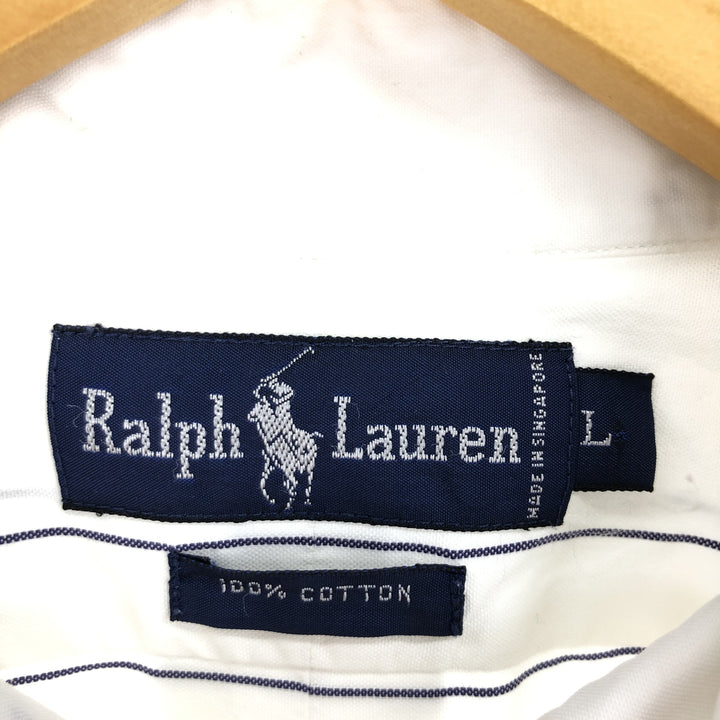 Ralph Lauren
MADE IN SINGAPORE
L
100% COTTON